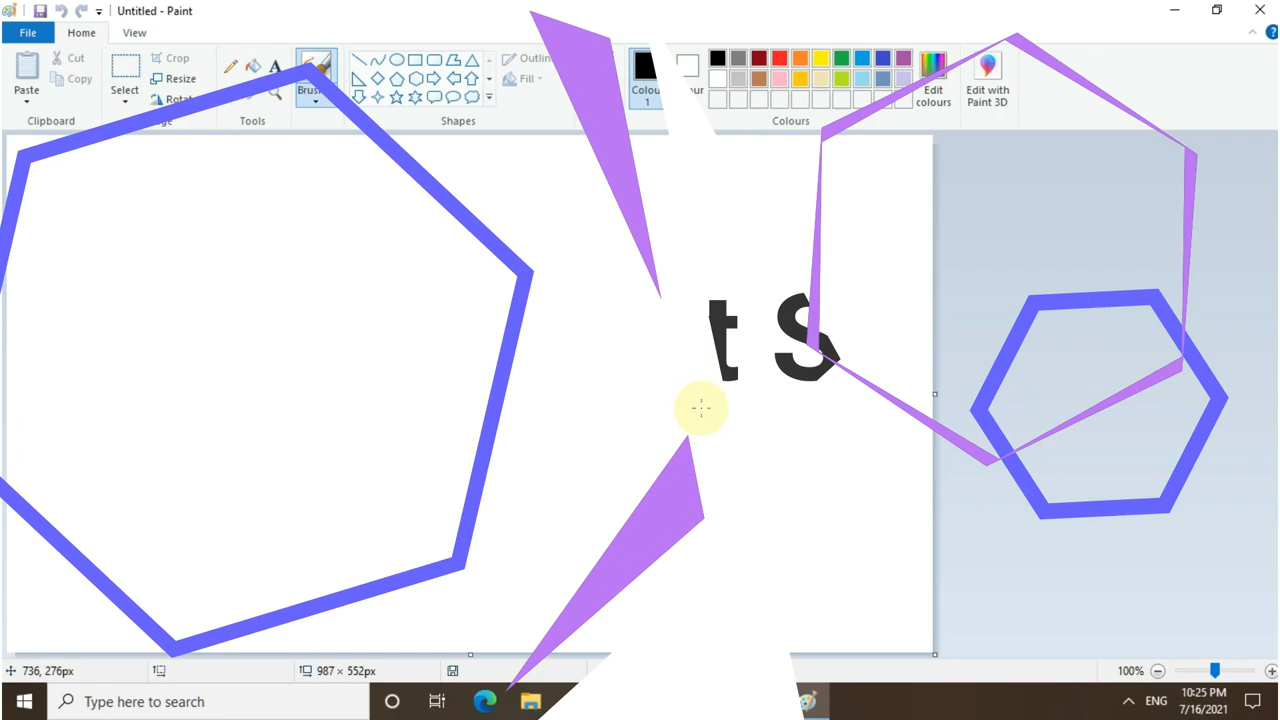 Untitled - Paint
File
Home
View
Paste
Cut
Copy
Clipboard
Select
Crop
Resize
Tools
Shapes
Fill
Colours
Edit colours
Edit with Paint 3D
t S
736, 276px
987 × 552px
100%
Type here to search
ENG
10:25 PM
7/16/2021